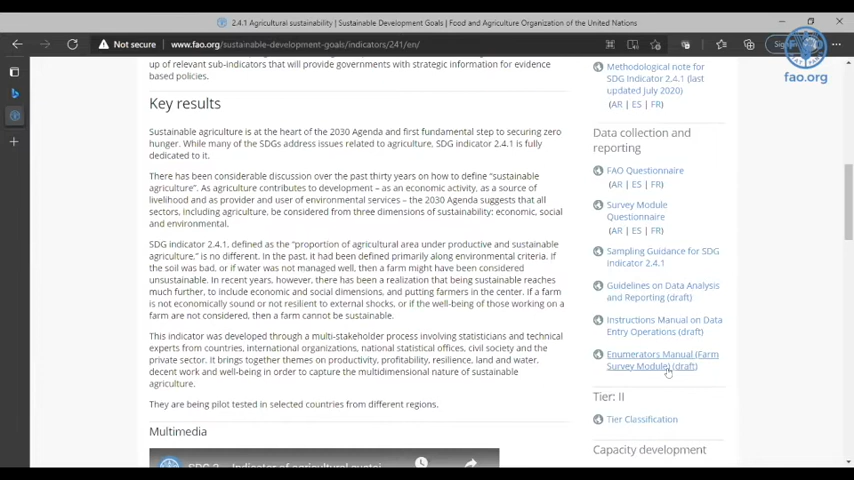 2.4.1 Agricultural sustainability | Sustainable Development Goals | Food and Agriculture Organization of the United Nations
Not secure | www.fao.org/sustainable-development-goals/indicators/241/en/
fao.org
up of relevant sub-indicators that will provide governments with strategic information for evidence
based policies.
Key results
Sustainable agriculture is at the heart of the 2030 Agenda and first fundamental step to securing zero
hunger. While many of the SDGs address issues related to agriculture, SDG indicator 2.4.1 is fully
dedicated to it.
There has been considerable discussion over the past thirty years on how to define "sustainable
agriculture". As agriculture contributes to development – as an economic activity, as a source of
livelihood and as provider and user of environmental services – the 2030 Agenda suggests that all
sectors, including agriculture, be considered from three dimensions of sustainability: economic, social
and environmental.
SDG indicator 2.4.1, defined as the "proportion of agricultural area under productive and sustainable
agriculture," is no different. In the past, it had been defined primarily along environmental criteria. If
the soil was bad, or if water was not managed well, then a farm might have been considered
unsustainable. In recent years, however, there has been a realization that being sustainable reaches
much further, to include economic and social dimensions, and putting farmers in the center. If a farm
is not economically sound or not resilient to external shocks, or if the well-being of those working on a
farm are not considered, then a farm cannot be sustainable.
This indicator was developed through a multi-stakeholder process involving statisticians and technical
experts from countries, international organizations, national statistical offices, civil society and the
private sector. It brings together themes on productivity, profitability, resilience, land and water,
decent work and well-being in order to capture the multidimensional nature of sustainable
agriculture.
They are being pilot tested in selected countries from different regions.
Multimedia
Methodological note for
SDG Indicator 2.4.1 (last
updated July 2020)
(AR | ES | FR)
Data collection and
reporting
FAO Questionnaire
(AR | ES | FR)
Survey Module
Questionnaire
(AR | ES | FR)
Sampling Guidance for SDG
indicator 2.4.1
Guidelines on Data Analysis
and Reporting (draft)
Instructions Manual on Data
Entry Operations (draft)
Enumerators Manual (Farm
Survey Module) (draft)
Tier: II
Tier Classification
Capacity development